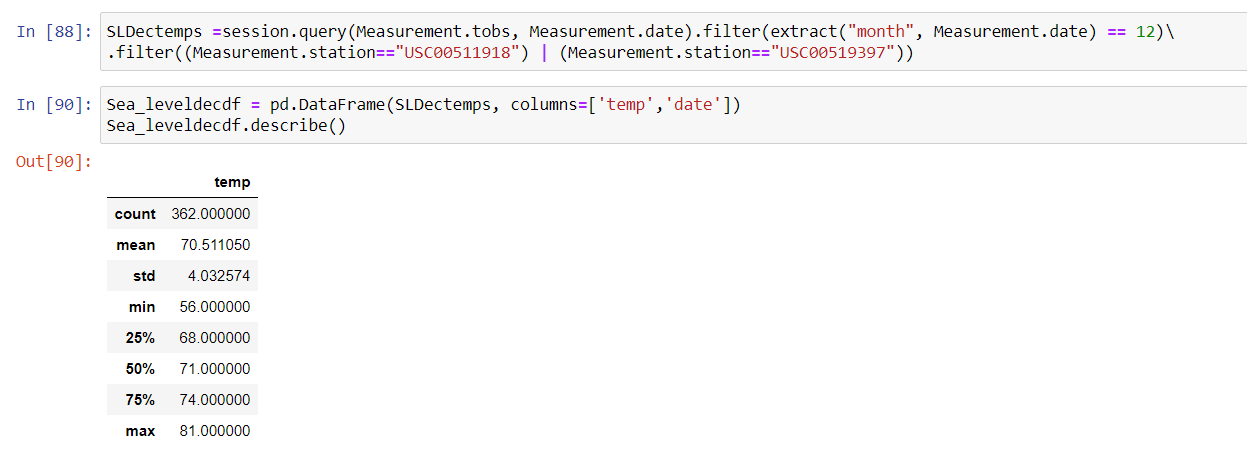 In [88]: SLDectemps =session.query(Measurement.tobs, Measurement.date).filter(extract("month", Measurement.date) == 12)\
.filter((Measurement.station=="USC00511918") | (Measurement.station=="USC00519397"))
In [90]: Sea_leveldecdf = pd.DataFrame(SLDectemps, columns=['temp','date'])
Sea_leveldecdf.describe()
Out[90]:
temp
count 362.000000
mean 70.511050
std 4.032574
min 56.000000
25% 68.000000
50% 71.000000
75% 74.000000
max 81.000000